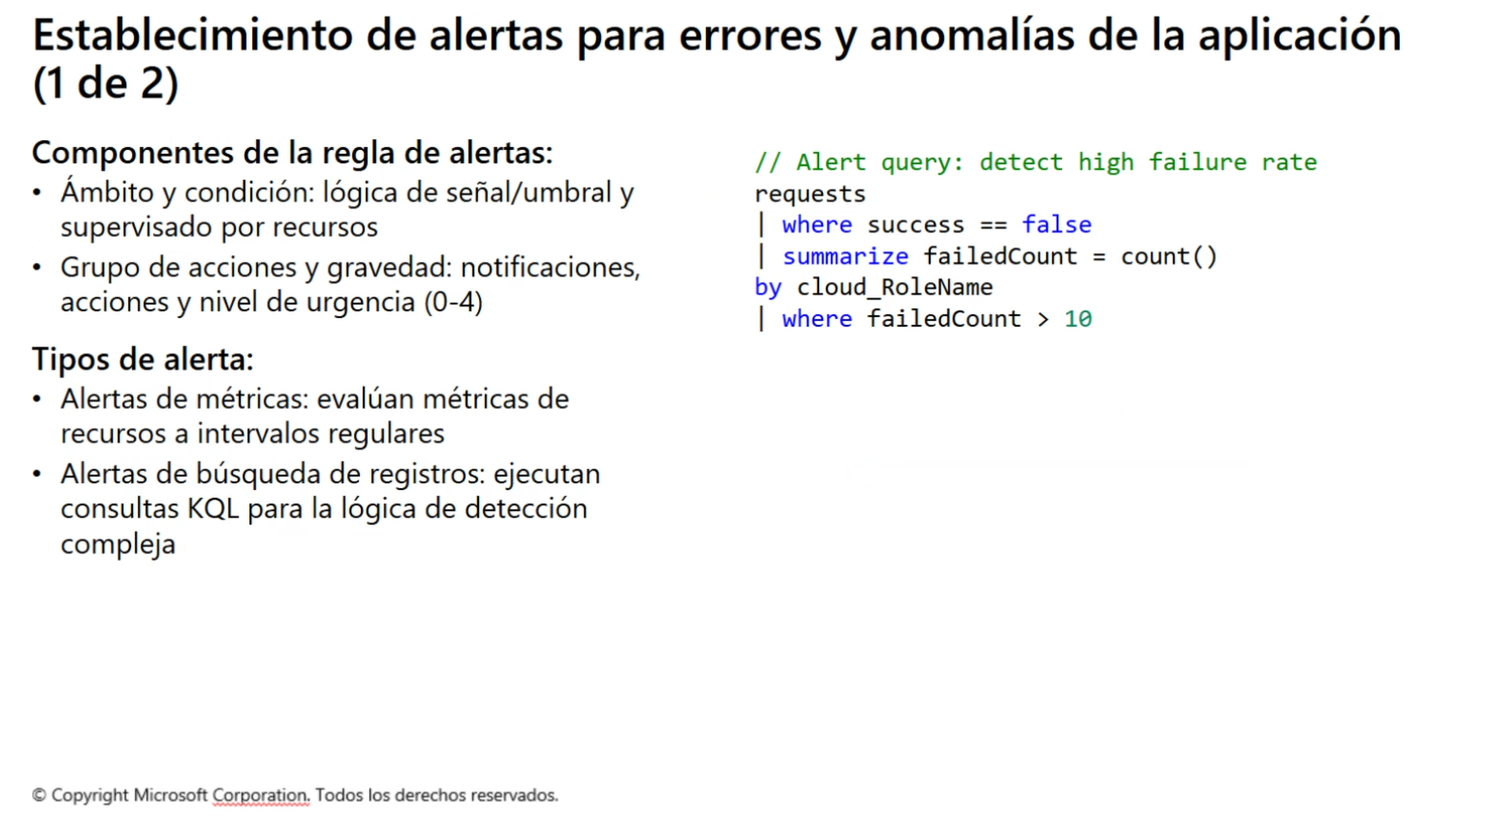 Establecimiento de alertas para errores y anomalías de la aplicación
(1 de 2)
Componentes de la regla de alertas:
• Ámbito y condición: lógica de señal/umbral y
supervisado por recursos
• Grupo de acciones y gravedad: notificaciones,
acciones y nivel de urgencia (0-4)
Tipos de alerta:
• Alertas de métricas: evalúan métricas de
recursos a intervalos regulares
• Alertas de búsqueda de registros: ejecutan
consultas KQL para la lógica de detección
compleja
// Alert query: detect high failure rate
requests
| where success == false
| summarize failedCount = count()
by cloud_RoleName
| where failedCount > 10
© Copyright Microsoft Corporation. Todos los derechos reservados.